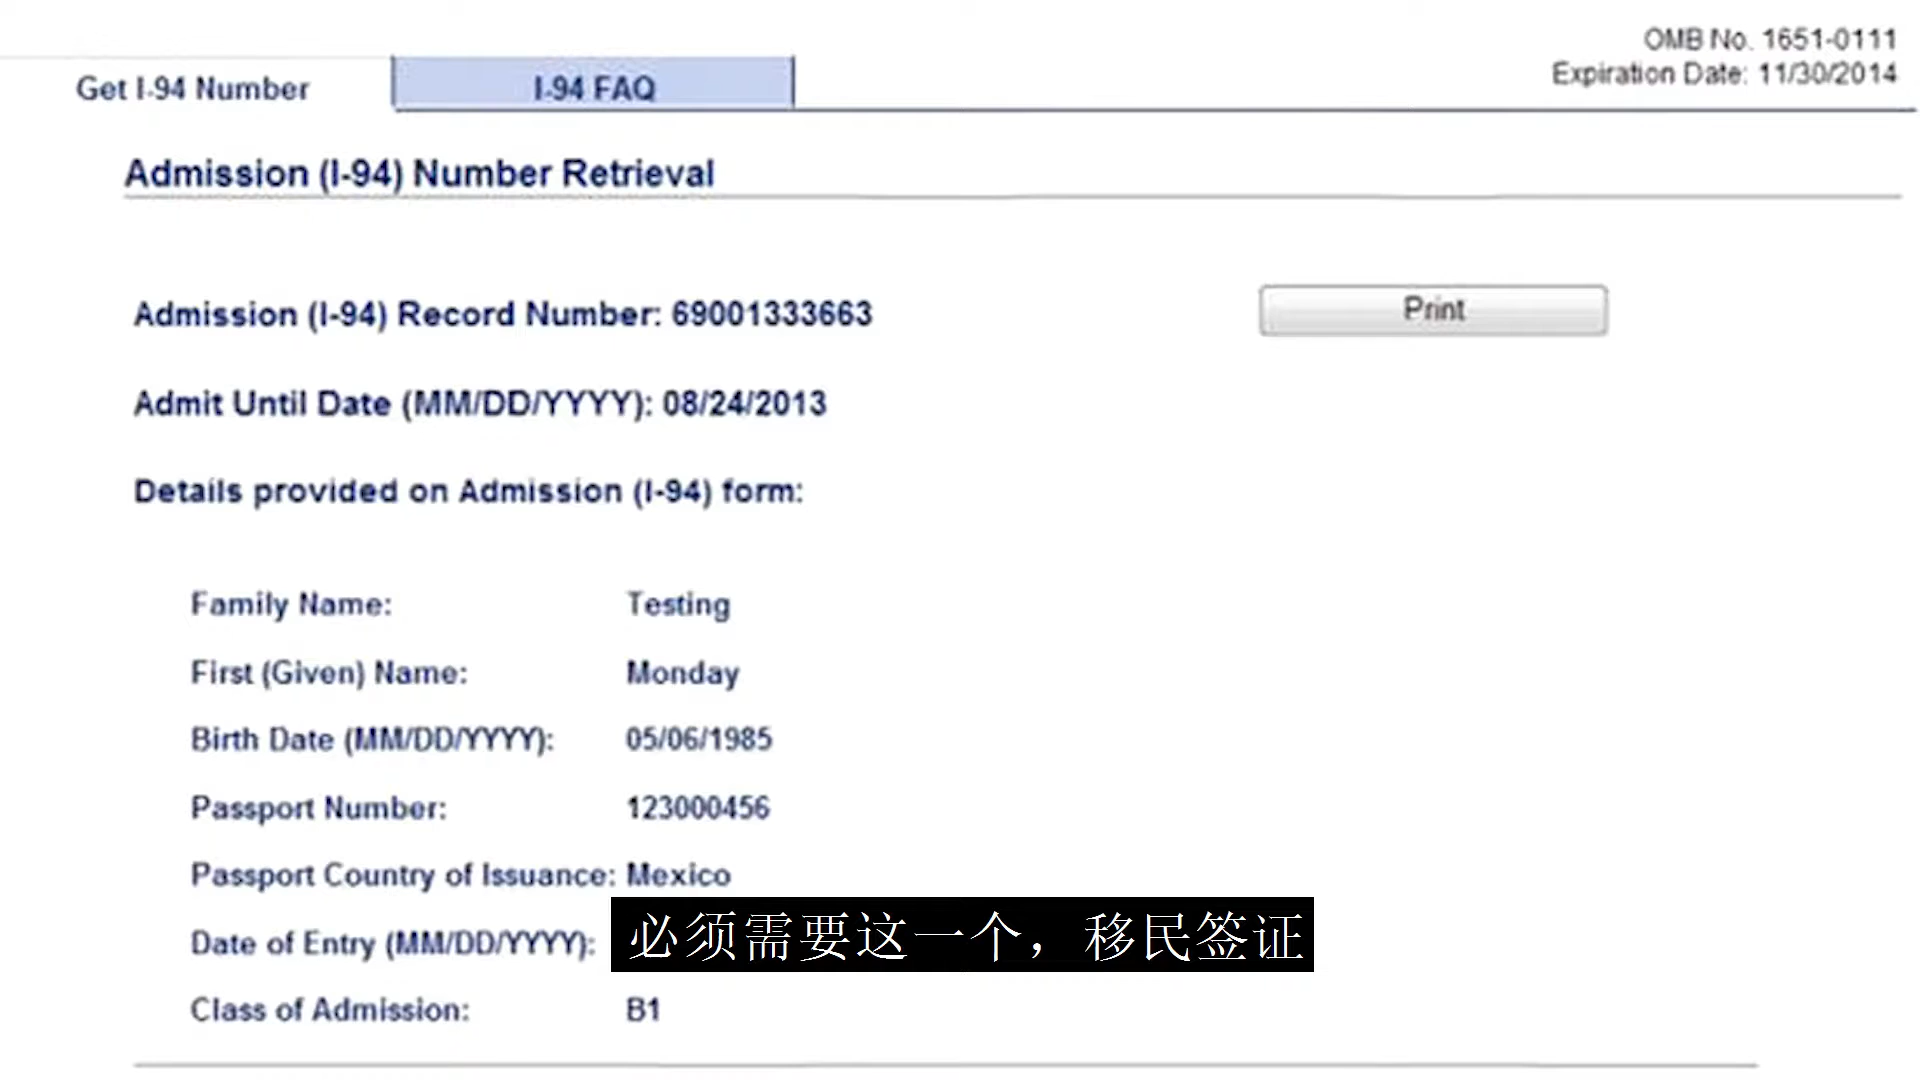 OMB No. 1651-0111
Expiration Date: 11/30/2014
Get I-94 Number
I-94 FAQ
Admission (I-94) Number Retrieval
Admission (I-94) Record Number: 69001333663
Print
Admit Until Date (MM/DD/YYYY): 08/24/2013
Details provided on Admission (I-94) form:
Family Name: Testing
First (Given) Name: Monday
Birth Date (MM/DD/YYYY): 05/06/1985
Passport Number: 123000456
Passport Country of Issuance: Mexico
Date of Entry (MM/DD/YYYY):
必须需要这一个，移民签证
Class of Admission: B1